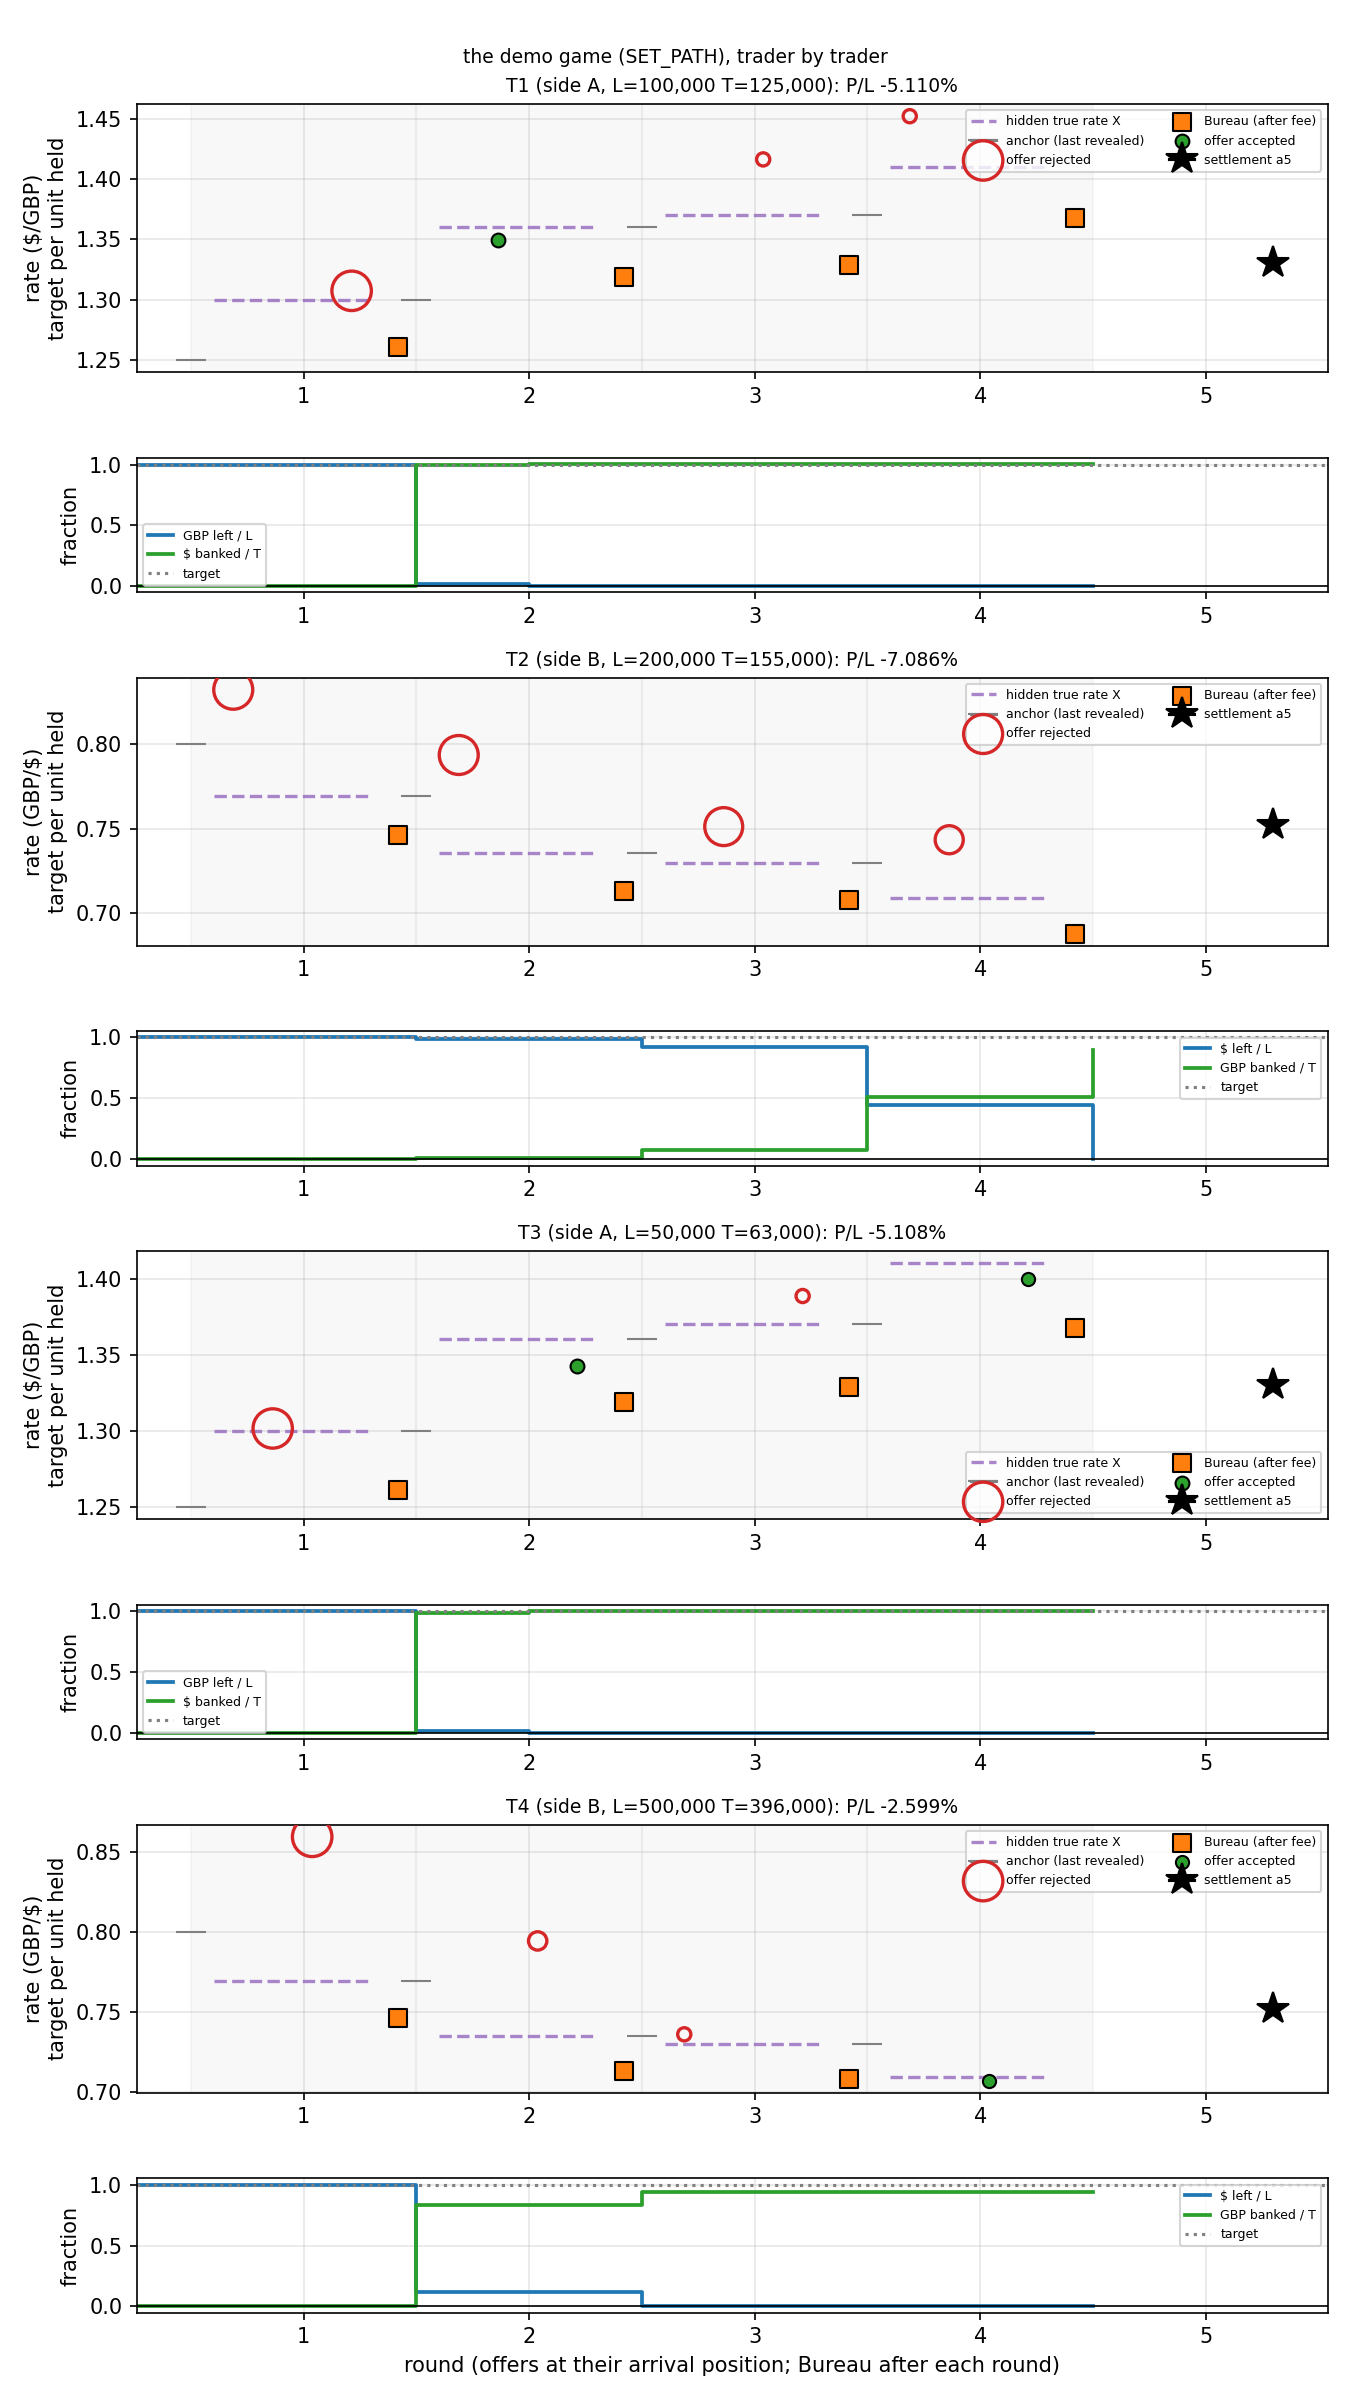 the demo game (SET_PATH), trader by trader
T1 (side A, L=100,000 T=125,000): P/L -5.110%
rate ($/GBP)
target per unit held
1.45
1.40
1.35
1.30
1.25
hidden true rate X
anchor (last revealed)
offer rejected
Bureau (after fee)
offer accepted
settlement a5
1 2 3 4 5
fraction
1.0
0.5
0.0
GBP left / L
$ banked / T
target
1 2 3 4 5
T2 (side B, L=200,000 T=155,000): P/L -7.086%
rate (GBP/$)
target per unit held
0.80
0.75
0.70
hidden true rate X
anchor (last revealed)
offer rejected
Bureau (after fee)
settlement a5
1 2 3 4 5
fraction
1.0
0.5
0.0
$ left / L
GBP banked / T
target
1 2 3 4 5
T3 (side A, L=50,000 T=63,000): P/L -5.108%
rate ($/GBP)
target per unit held
1.40
1.35
1.30
1.25
hidden true rate X
anchor (last revealed)
offer rejected
Bureau (after fee)
offer accepted
settlement a5
1 2 3 4 5
fraction
1.0
0.5
0.0
GBP left / L
$ banked / T
target
1 2 3 4 5
T4 (side B, L=500,000 T=396,000): P/L -2.599%
rate (GBP/$)
target per unit held
0.85
0.80
0.75
0.70
hidden true rate X
anchor (last revealed)
offer rejected
Bureau (after fee)
offer accepted
settlement a5
1 2 3 4 5
fraction
1.0
0.5
0.0
$ left / L
GBP banked / T
target
1 2 3 4 5
round (offers at their arrival position; Bureau after each round)